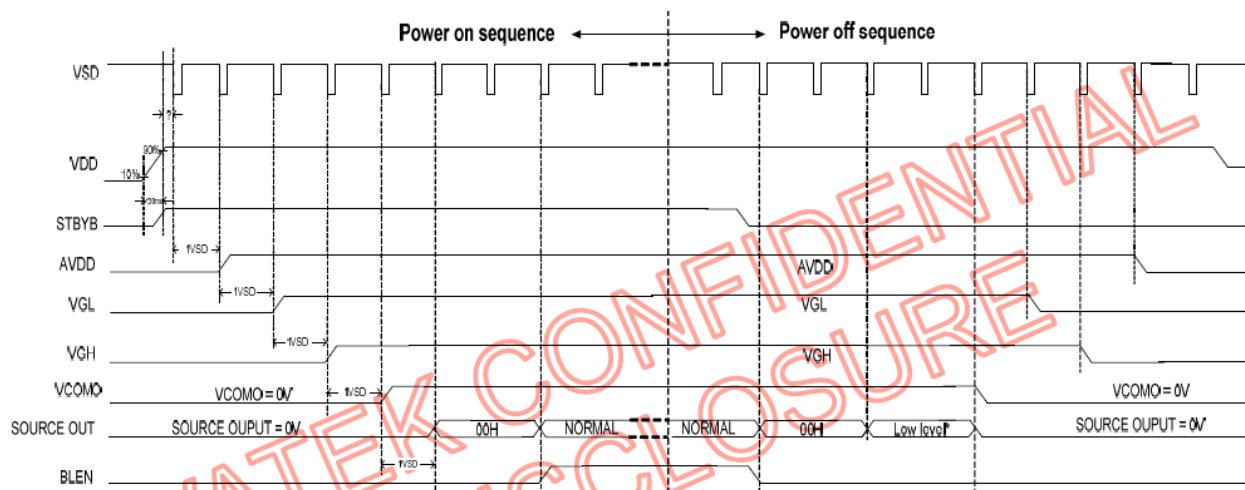 Power on sequence
Power off sequence
VSD
?
VDD
90%
10%
STBYB
1VSD
AVDD
AVDD
1VSD
VGL
VGL
1VSD
VGH
VGH
VCOMO
VCOMO = 0V
1VSD
VCOMO = 0V
SOURCE OUT
SOURCE OUPUT = 0V
00H
NORMAL
NORMAL
00H
Low level*
SOURCE OUPUT = 0V
BLEN
1VSD
ATEK CONFIDENTIAL
SCCLOSURE